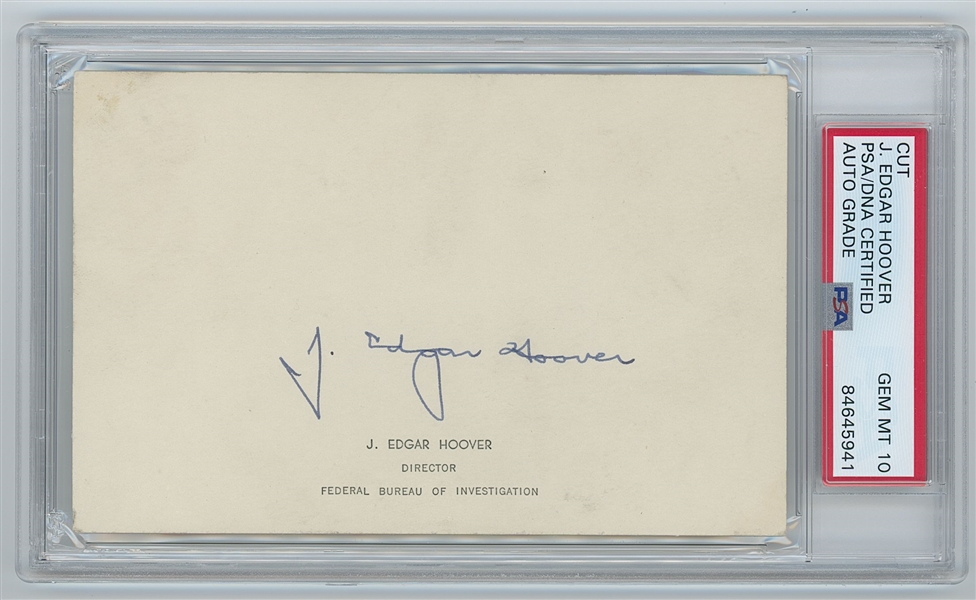 J. Edgar Hoover
J. EDGAR HOOVER
DIRECTOR
FEDERAL BUREAU OF INVESTIGATION
CUT
J. EDGAR HOOVER
PSA/DNA CERTIFIED
AUTO GRADE
PSA
GEM MT 10
84645941